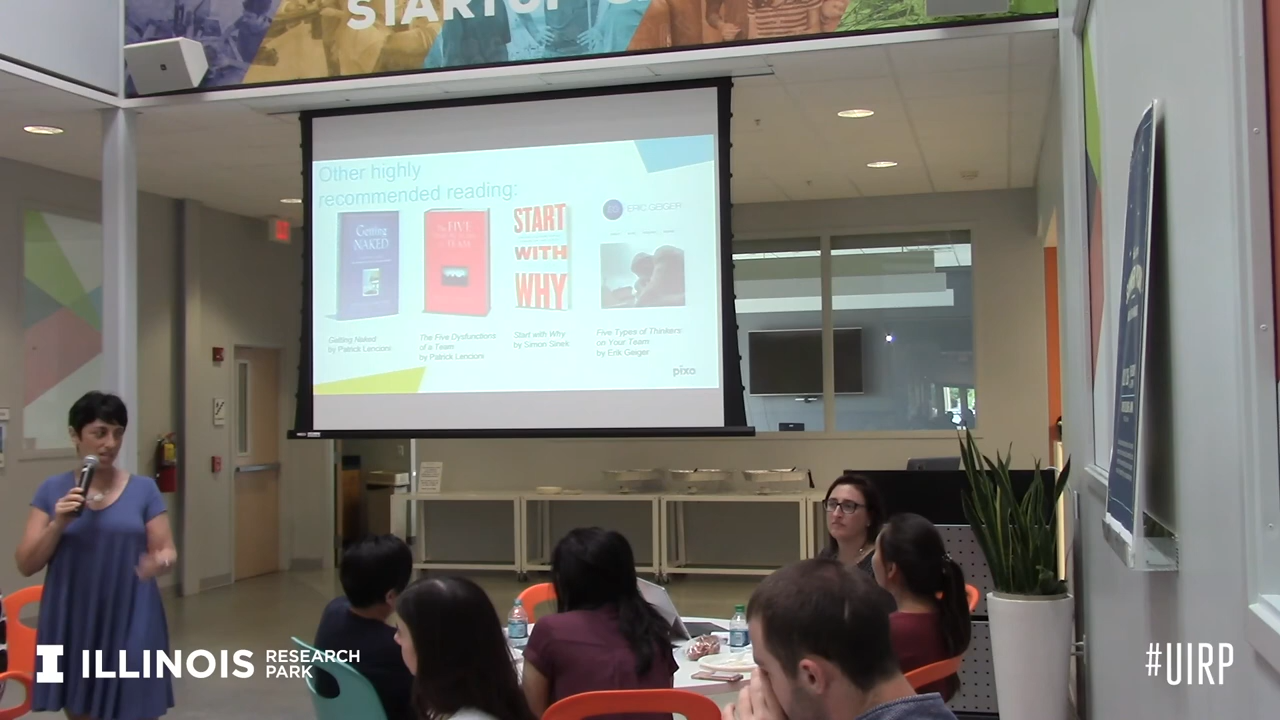 STARTUP
Other highly
recommended reading:
Getting
NAKED
The FIVE
START
WITH
WHY
ERIC GEIGER
Getting Naked
by Patrick Lencioni
The Five Dysfunctions
of a Team
by Patrick Lencioni
Start with Why
by Simon Sinek
Five Types of Thinkers
on Your Team
by Erik Geiger
pixo
ILLINOIS RESEARCH
PARK
#UIRP